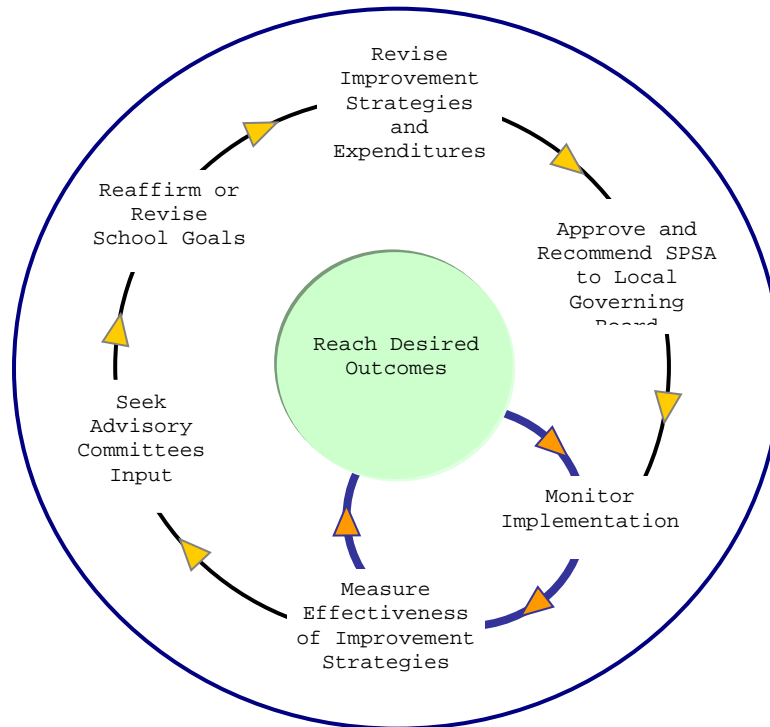 Revise
Improvement
Strategies
and
Expenditures
Approve and
Recommend SPSA
to Local
Governing
Board
Monitor
Implementation
Measure
Effectiveness
of Improvement
Strategies
Seek
Advisory
Committees
Input
Reaffirm or
Revise
School Goals
Reach Desired
Outcomes